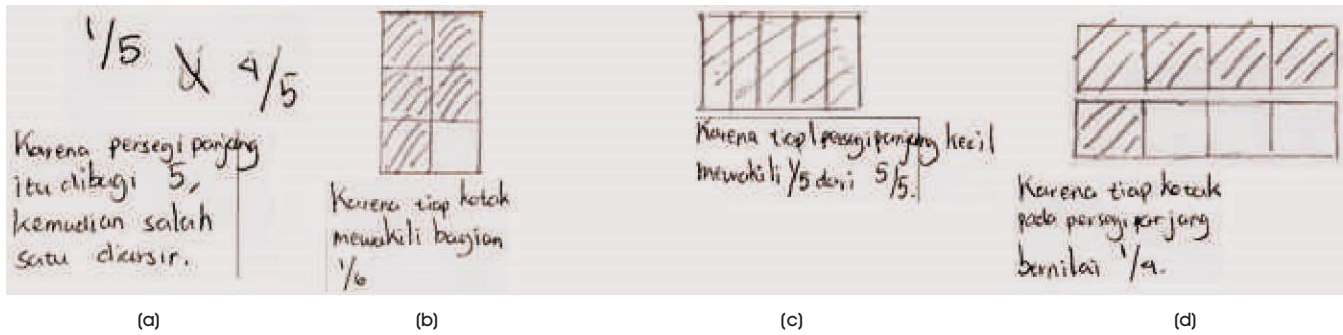 1/5 4/5
Karena persegi panjang
itu dibagi 5,
kemudian salah
satu diarsir.
Karena tiap kotak
mewakili bagian
1/6
Karena tiap persegi panjang kecil
mewakili 1/5 dari 5/5.
Karena tiap kotak
pada persegi panjang
bernilai 1/4.
(a) (b) (c) (d)